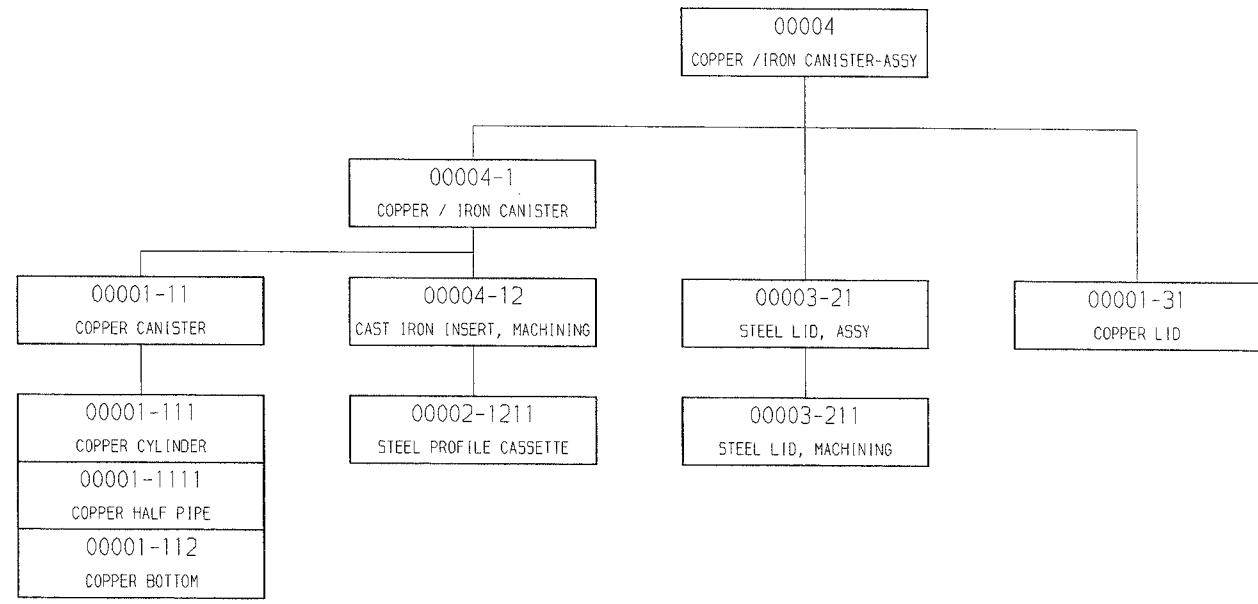 00004
COPPER /IRON CANISTER-ASSY
00004-1
COPPER / IRON CANISTER
00001-11
COPPER CANISTER
00004-12
CAST IRON INSERT, MACHINING
00003-21
STEEL LID, ASSY
00001-31
COPPER LID
00001-111
COPPER CYLINDER
00001-1111
COPPER HALF PIPE
00001-112
COPPER BOTTOM
00002-1211
STEEL PROFILE CASSETTE
00003-211
STEEL LID, MACHINING